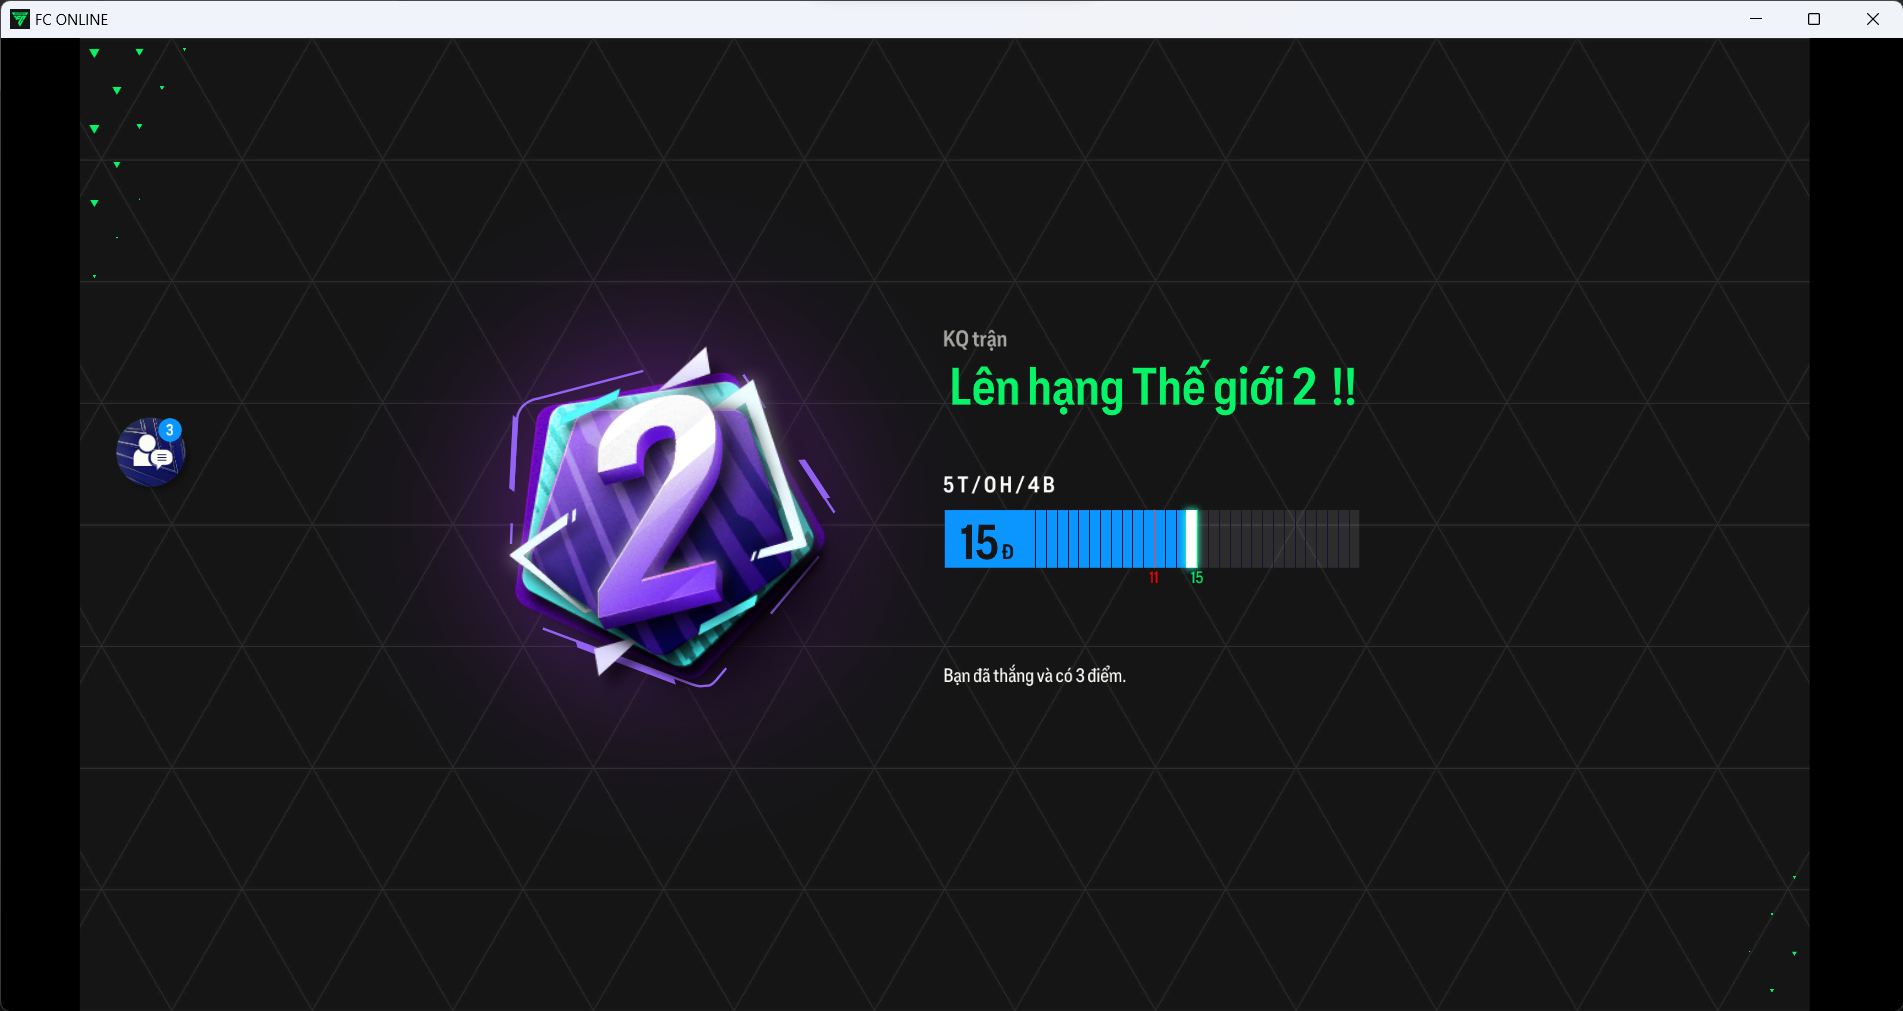 FC ONLINE
3
2
KQ trận
Lên hạng Thế giới 2 !!
5T/0H/4B
15 Đ
11 15
Bạn đã thắng và có 3 điểm.